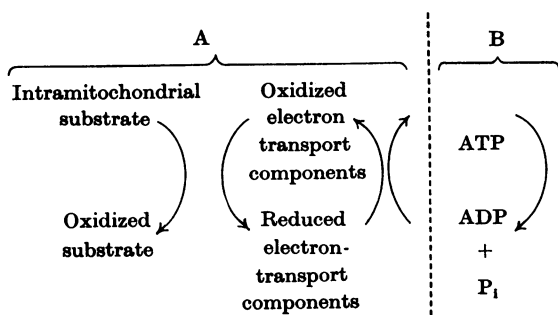 A
B
Intramitochondrial
substrate
Oxidized
electron
transport
components
ATP
Oxidized
substrate
Reduced
electron-
transport
components
ADP
+
Pi